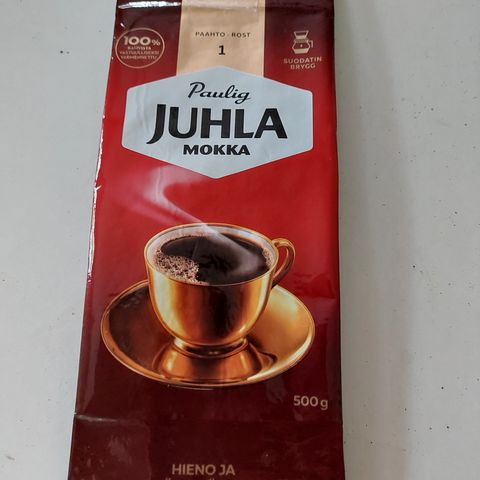 PAAHTO · ROST
1
100%
SUODATIN
BRYGG
Paulig
JUHLA
MOKKA
500g
HIENO JA